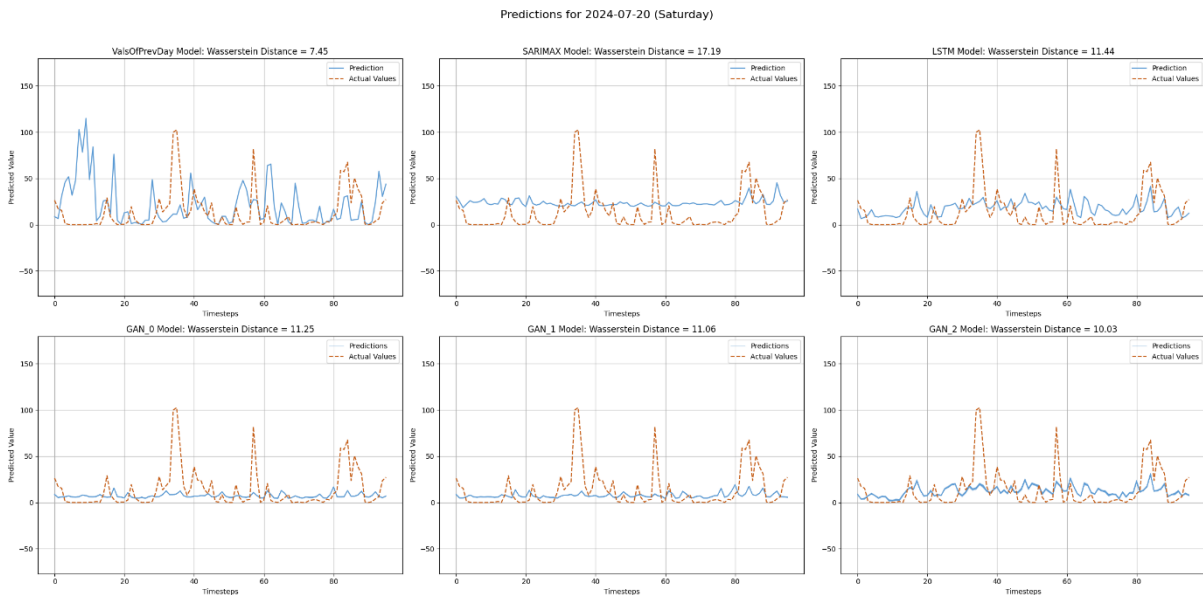 Predictions for 2024-07-20 (Saturday)
ValsOfPrevDay Model: Wasserstein Distance = 7.45
Prediction
Actual Values
150
100
50
0
−50
Predicted Value
0 20 40 60 80
Timesteps
SARIMAX Model: Wasserstein Distance = 17.19
Prediction
Actual Values
150
100
50
0
−50
Predicted Value
0 20 40 60 80
Timesteps
LSTM Model: Wasserstein Distance = 11.44
Prediction
Actual Values
150
100
50
0
−50
Predicted Value
0 20 40 60 80
Timesteps
GAN_0 Model: Wasserstein Distance = 11.25
Predictions
Actual Values
150
100
50
0
−50
Predicted Value
0 20 40 60 80
Timesteps
GAN_1 Model: Wasserstein Distance = 11.06
Predictions
Actual Values
150
100
50
0
−50
Predicted Value
0 20 40 60 80
Timesteps
GAN_2 Model: Wasserstein Distance = 10.03
Predictions
Actual Values
150
100
50
0
−50
Predicted Value
0 20 40 60 80
Timesteps